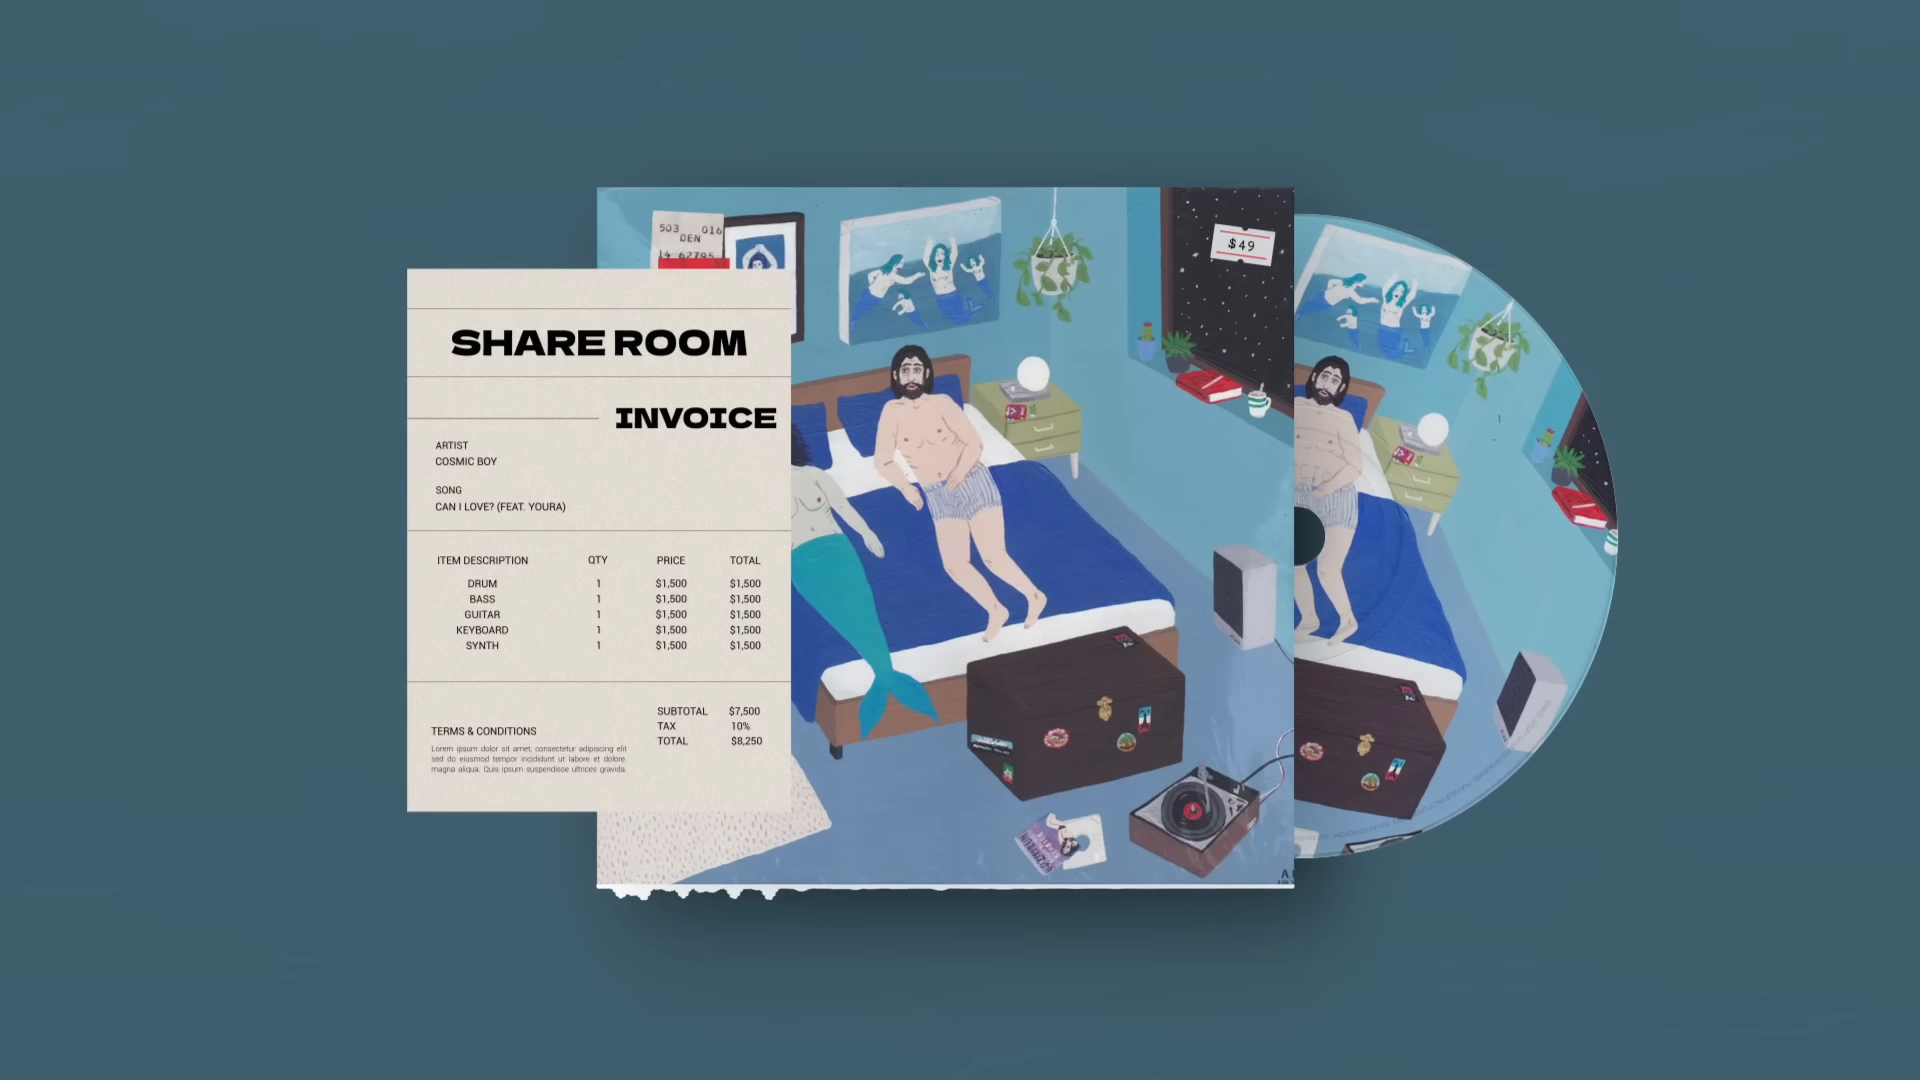 503 016
DEN
14 62795
$49
SHARE ROOM
INVOICE
ARTIST
COSMIC BOY
SONG
CAN I LOVE? (FEAT. YOURA)
ITEM DESCRIPTION QTY PRICE TOTAL
DRUM 1 $1,500 $1,500
BASS 1 $1,500 $1,500
GUITAR 1 $1,500 $1,500
KEYBOARD 1 $1,500 $1,500
SYNTH 1 $1,500 $1,500
SUBTOTAL $7,500
TAX 10%
TOTAL $8,250
TERMS & CONDITIONS
Lorem ipsum dolor sit amet, consectetur adipiscing elit
sed do eiusmod tempor incididunt ut labore et dolore
magna aliqua. Quis ipsum suspendisse ultrices gravida.